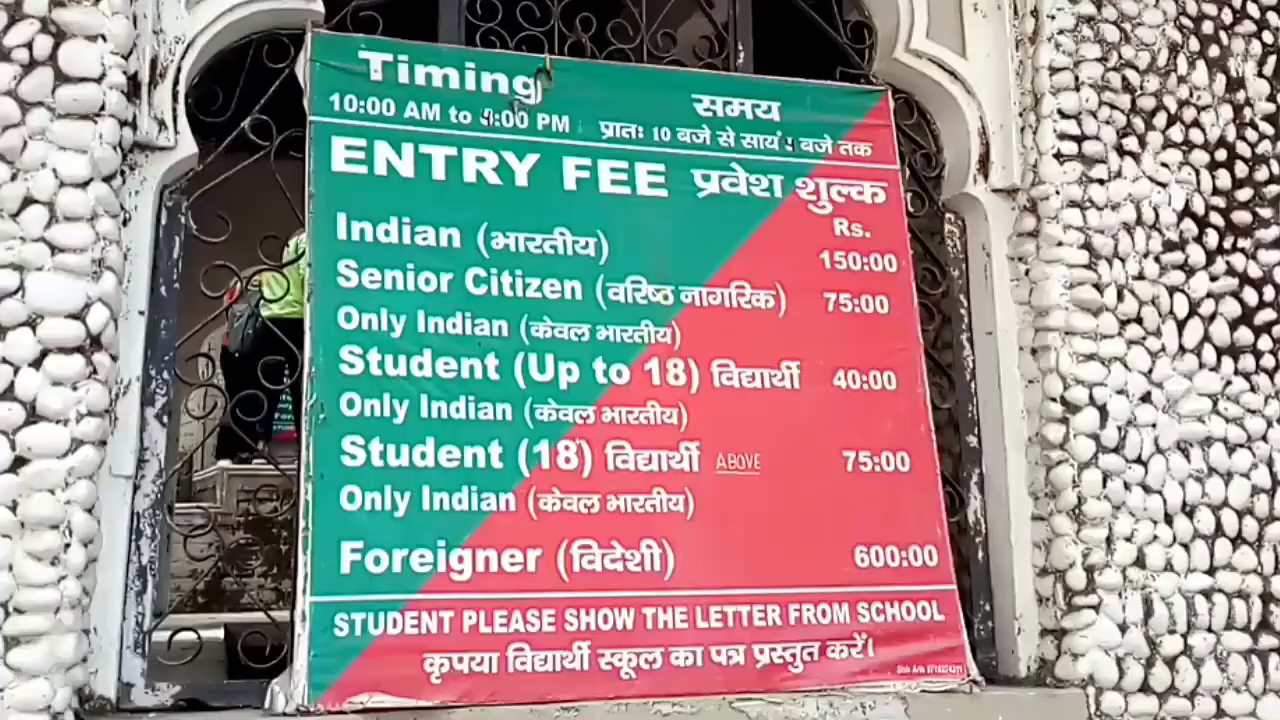 Timing समय
10:00 AM to 4:00 PM प्रातः 10 बजे से सायं 4 बजे तक
ENTRY FEE प्रवेश शुल्क
Rs.
Indian (भारतीय) 150:00
Senior Citizen (वरिष्ठ नागरिक) 75:00
Only Indian (केवल भारतीय)
Student (Up to 18) विद्यार्थी 40:00
Only Indian (केवल भारतीय)
Student (18) विद्यार्थी ABOVE 75:00
Only Indian (केवल भारतीय)
Foreigner (विदेशी) 600:00
STUDENT PLEASE SHOW THE LETTER FROM SCHOOL
कृपया विद्यार्थी स्कूल का पत्र प्रस्तुत करें।